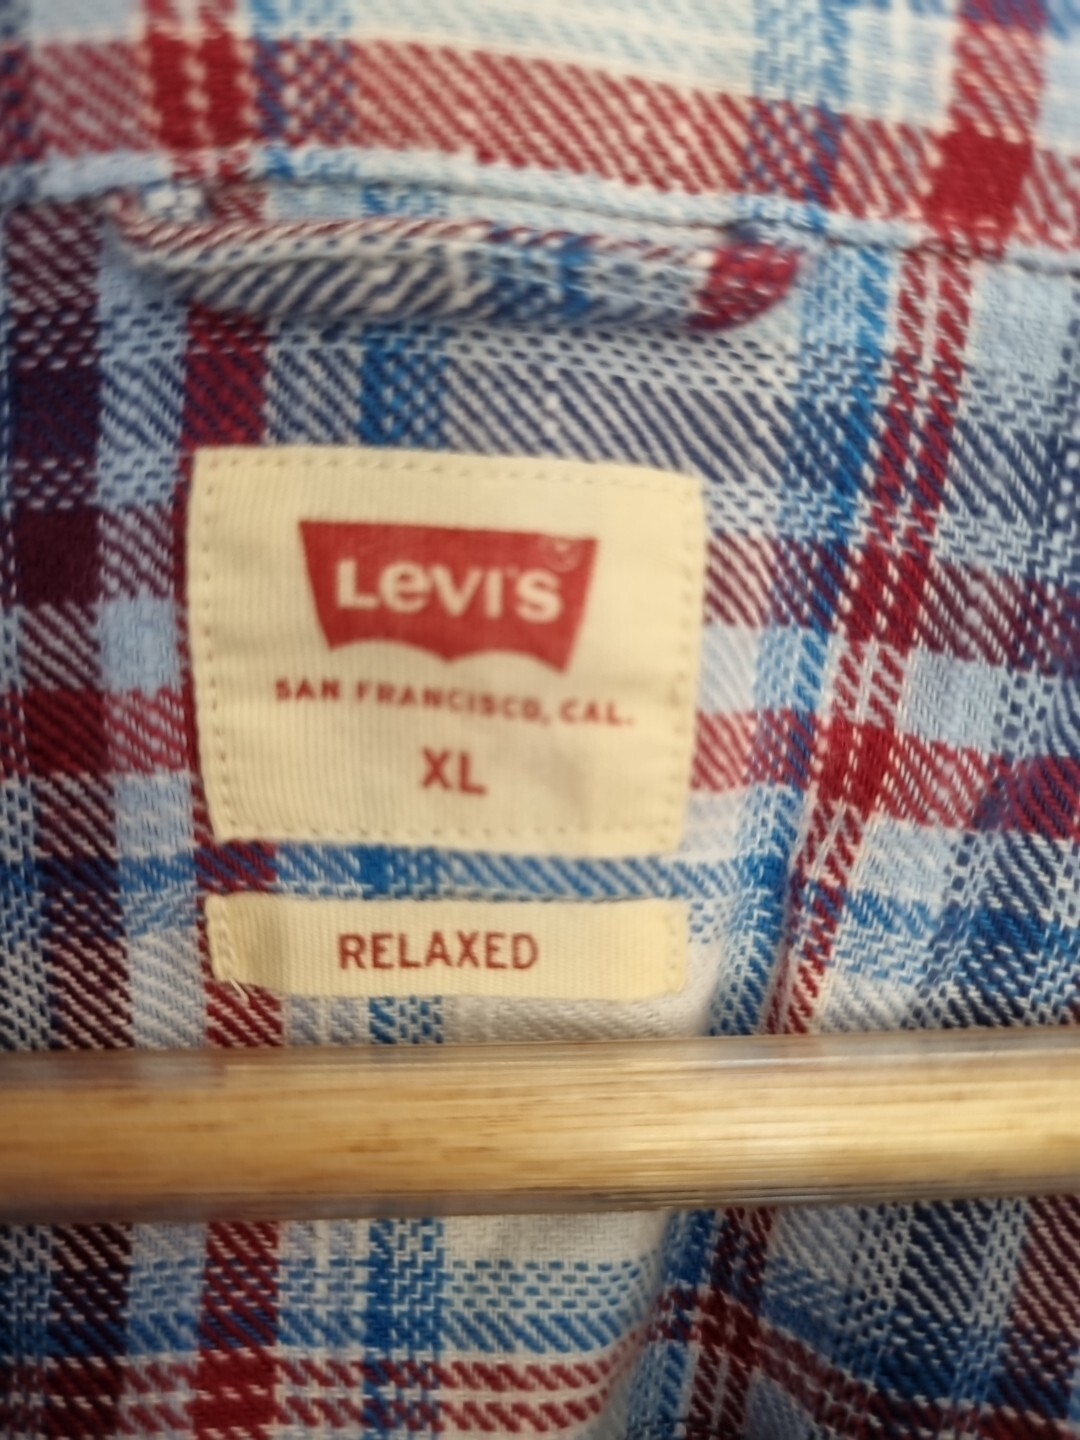 Levi's
SAN FRANCISCO, CAL.
XL
RELAXED